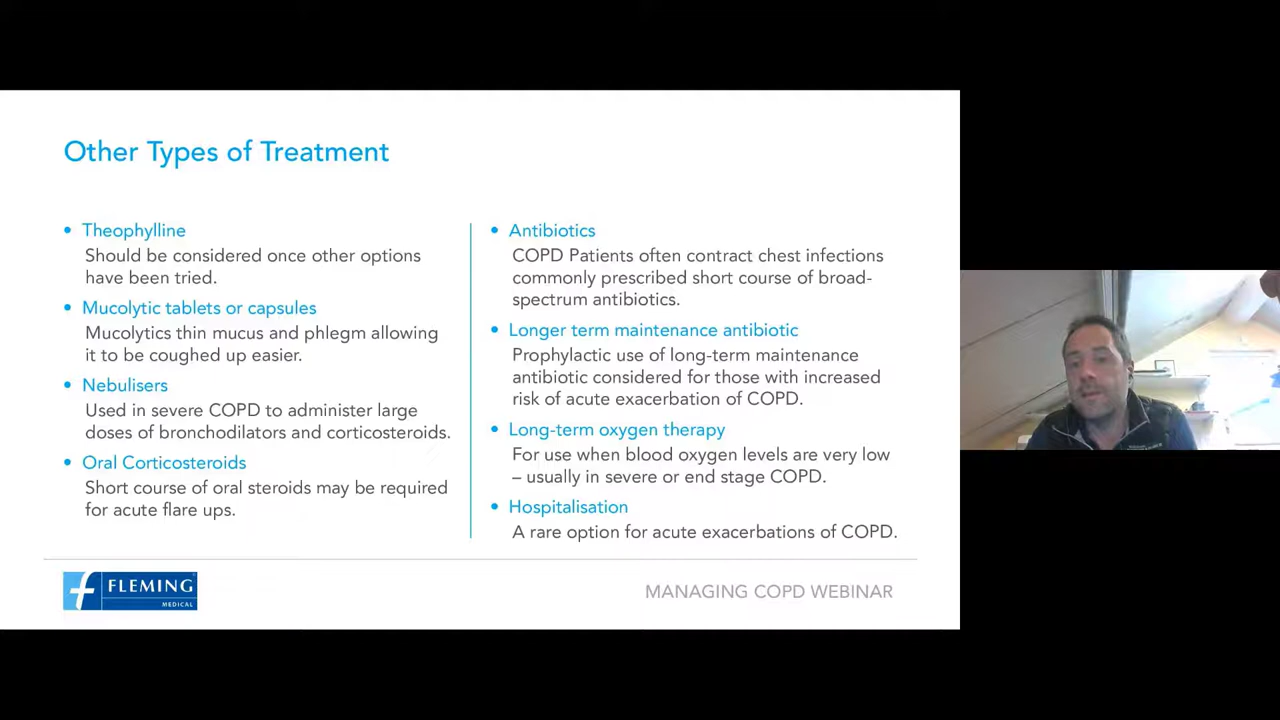 Other Types of Treatment
• Theophylline
Should be considered once other options
have been tried.
• Mucolytic tablets or capsules
Mucolytics thin mucus and phlegm allowing
it to be coughed up easier.
• Nebulisers
Used in severe COPD to administer large
doses of bronchodilators and corticosteroids.
• Oral Corticosteroids
Short course of oral steroids may be required
for acute flare ups.
• Antibiotics
COPD Patients often contract chest infections
commonly prescribed short course of broad-
spectrum antibiotics.
• Longer term maintenance antibiotic
Prophylactic use of long-term maintenance
antibiotic considered for those with increased
risk of acute exacerbation of COPD.
• Long-term oxygen therapy
For use when blood oxygen levels are very low
– usually in severe or end stage COPD.
• Hospitalisation
A rare option for acute exacerbations of COPD.
FLEMING
MEDICAL
MANAGING COPD WEBINAR